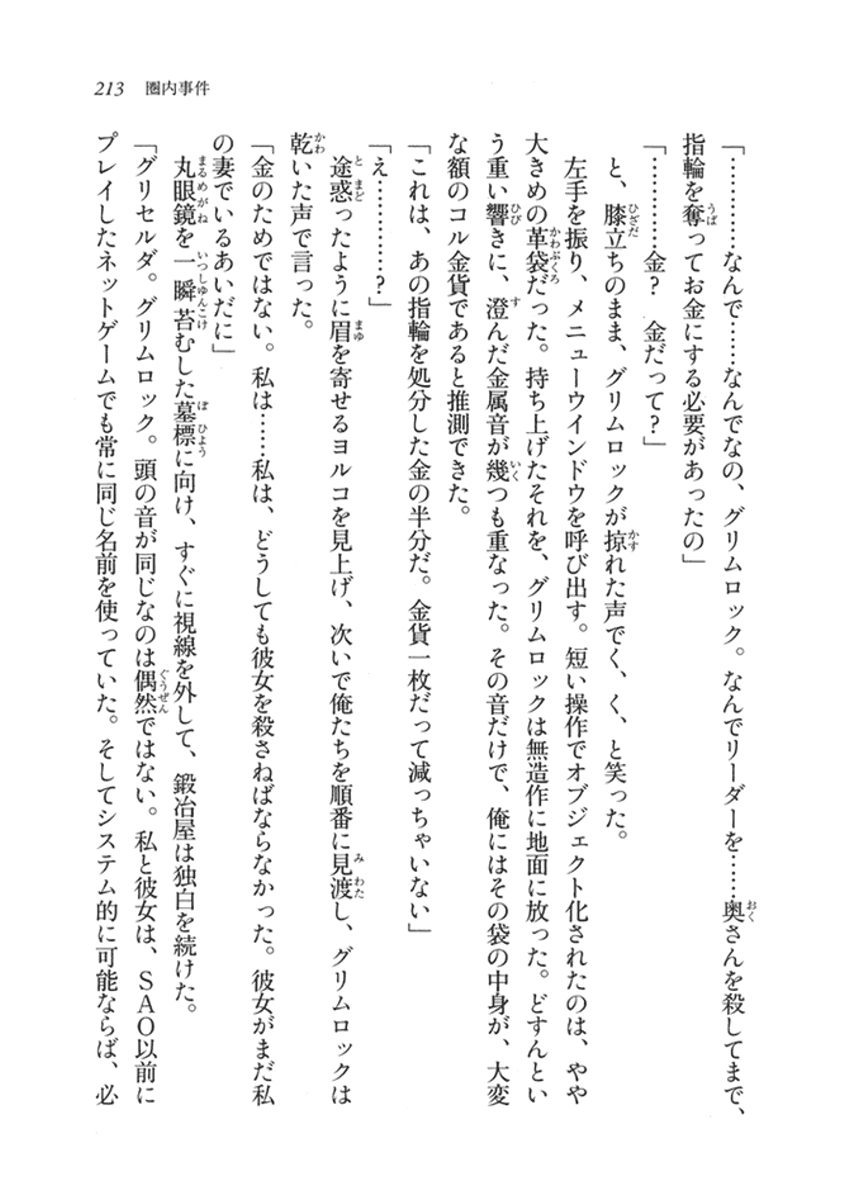 213 圏内事件
「…………なんで……なんでなの、グリムロック。なんでリーダーを……奥さんを殺してまで、
指輪を奪ってお金にする必要があったの」
「…………金？　金だって？」
と、膝立ちのまま、グリムロックが掠れた声でく、く、と笑った。
左手を振り、メニューウインドウを呼び出す。短い操作でオブジェクト化されたのは、やや
大きめの革袋だった。持ち上げたそれを、グリムロックは無造作に地面に放った。どすんとい
う重い響きに、澄んだ金属音が幾つも重なった。その音だけで、俺にはその袋の中身が、大変
な額のコル金貨であると推測できた。
「これは、あの指輪を処分した金の半分だ。金貨一枚だって減っちゃいない」
「え…………？」
途惑ったように眉を寄せるヨルコを見上げ、次いで俺たちを順番に見渡し、グリムロックは
乾いた声で言った。
「金のためではない。私は……私は、どうしても彼女を殺さねばならなかった。彼女がまだ私
の妻でいるあいだに」
丸眼鏡を一瞬苔むした墓標に向け、すぐに視線を外して、鍛冶屋は独白を続けた。
「グリセルダ。グリムロック。頭の音が同じなのは偶然ではない。私と彼女は、ＳＡＯ以前に
プレイしたネットゲームでも常に同じ名前を使っていた。そしてシステム的に可能ならば、必